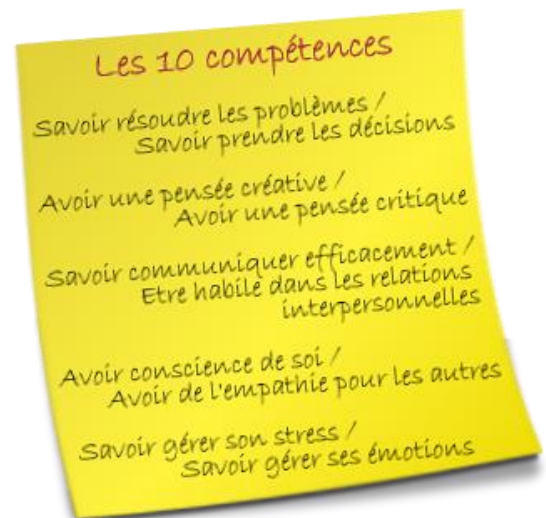 Les 10 compétences
Savoir résoudre les problèmes /
Savoir prendre les décisions
Avoir une pensée créative /
Avoir une pensée critique
Savoir communiquer efficacement /
Etre habile dans les relations
interpersonnelles
Avoir conscience de soi /
Avoir de l'empathie pour les autres
Savoir gérer son stress /
Savoir gérer ses émotions